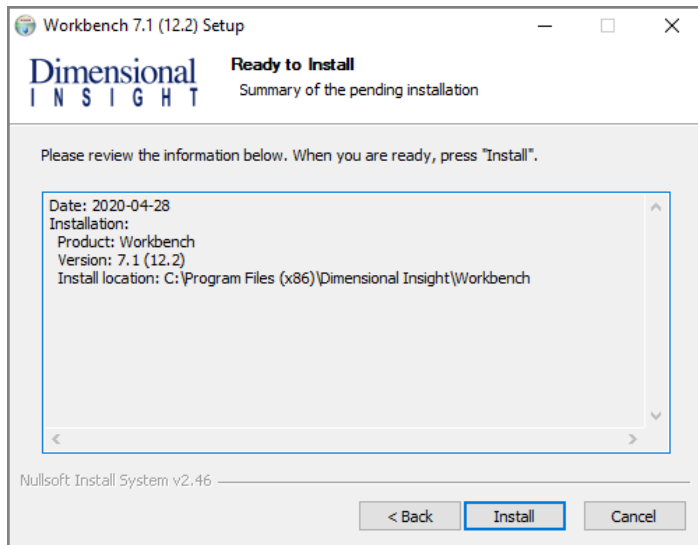 Workbench 7.1 (12.2) Setup
Dimensional
INSIGHT
Ready to Install
Summary of the pending installation
Please review the information below. When you are ready, press "Install".
Date: 2020-04-28
Installation:
Product: Workbench
Version: 7.1 (12.2)
Install location: C:\Program Files (x86)\Dimensional Insight\Workbench
Nullsoft Install System v2.46
< Back
Install
Cancel